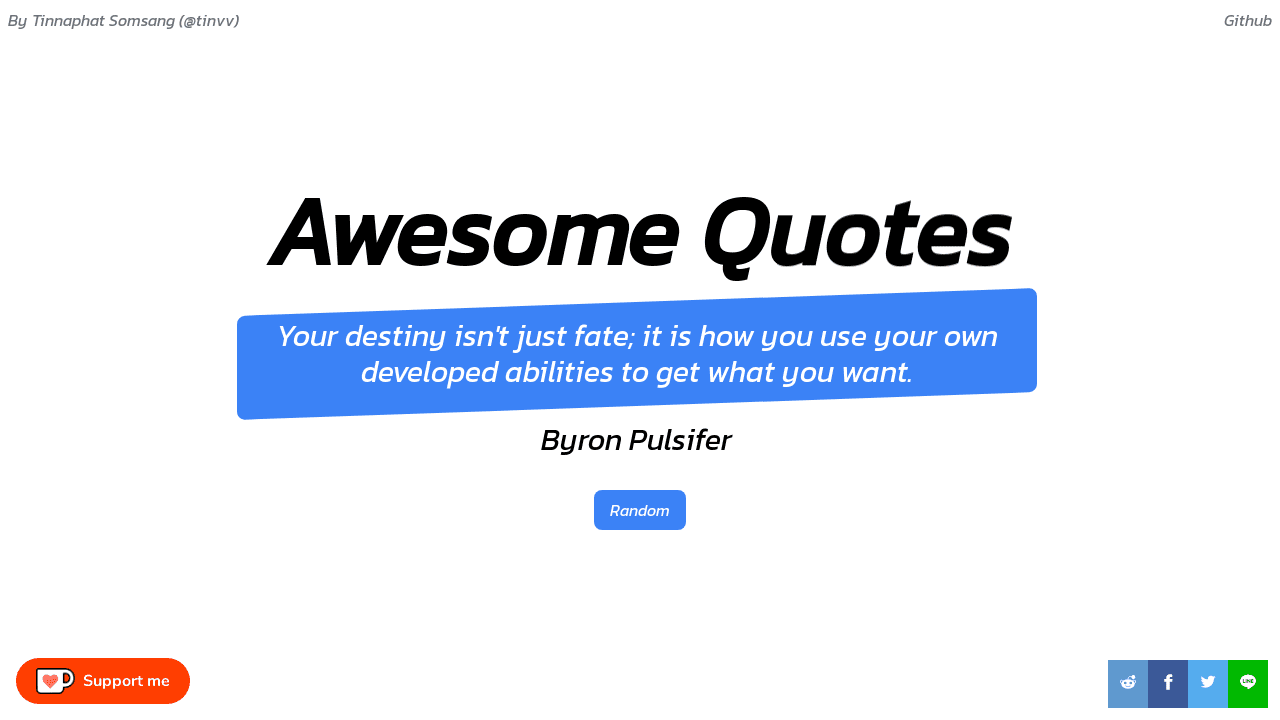 By Tinnaphat Somsang (@tinvv)
Github
Awesome Quotes
Your destiny isn't just fate; it is how you use your own
developed abilities to get what you want.
Byron Pulsifer
Random
Support me
LINE